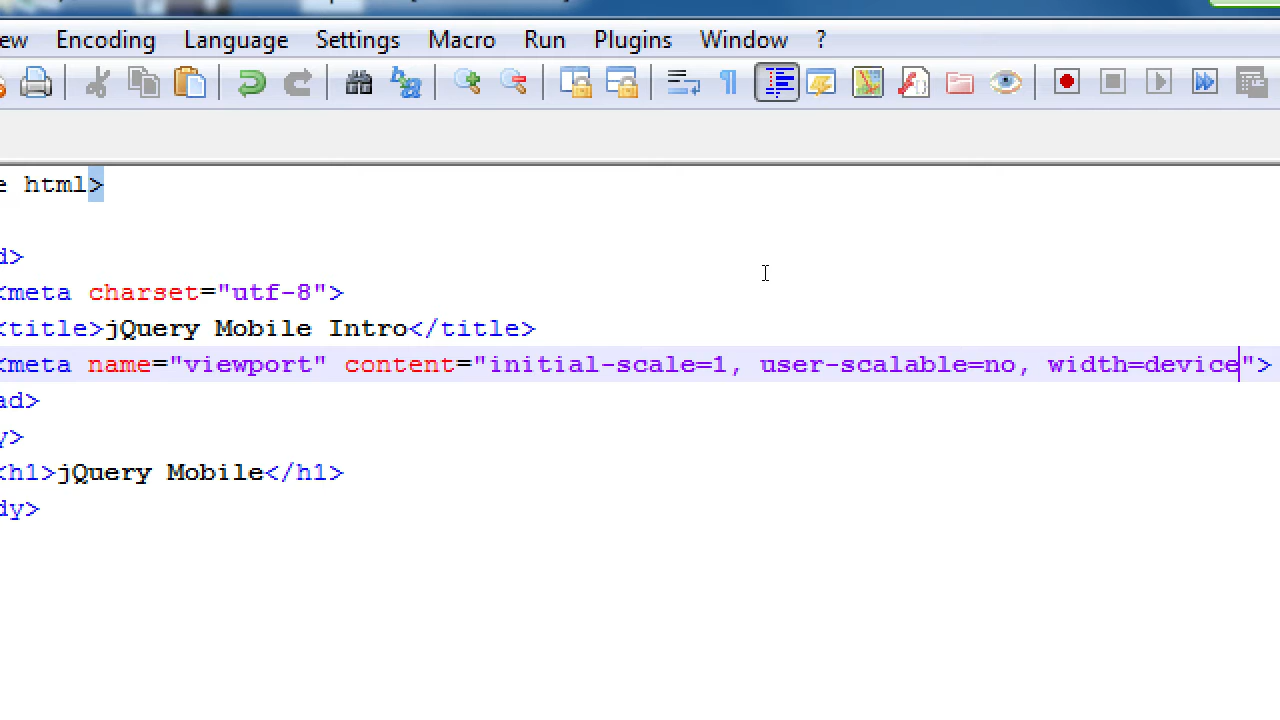 ew Encoding Language Settings Macro Run Plugins Window ?
e html>
d>
<meta charset="utf-8">
<title>jQuery Mobile Intro</title>
<meta name="viewport" content="initial-scale=1, user-scalable=no, width=device">
ad>
y>
<h1>jQuery Mobile</h1>
dy>